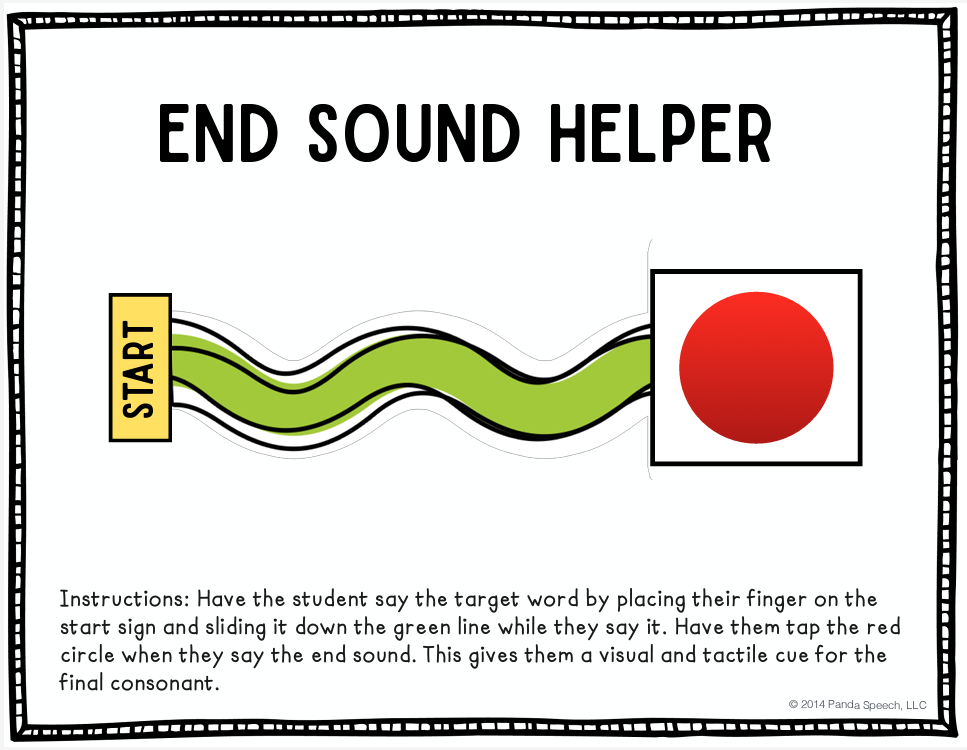 END SOUND HELPER
START
Instructions: Have the student say the target word by placing their finger on the
start sign and sliding it down the green line while they say it. Have them tap the red
circle when they say the end sound. This gives them a visual and tactile cue for the
final consonant.
© 2014 Panda Speech, LLC